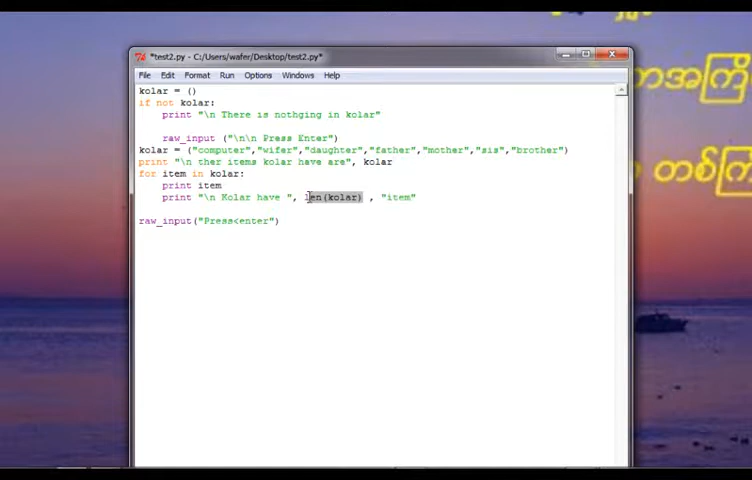 *test2.py - C:/Users/wafer/Desktop/test2.py*
File Edit Format Run Options Windows Help
kolar = ()
if not kolar:
print "\n There is nothging in kolar"
raw_input ("\n\n Press Enter")
kolar = ("computer","wifer","daughter","father","mother","sis","brother")
print "\n ther items kolar have are", kolar
for item in kolar:
print item
print "\n Kolar have ", len(kolar) , "item"
raw_input("Press<enter")